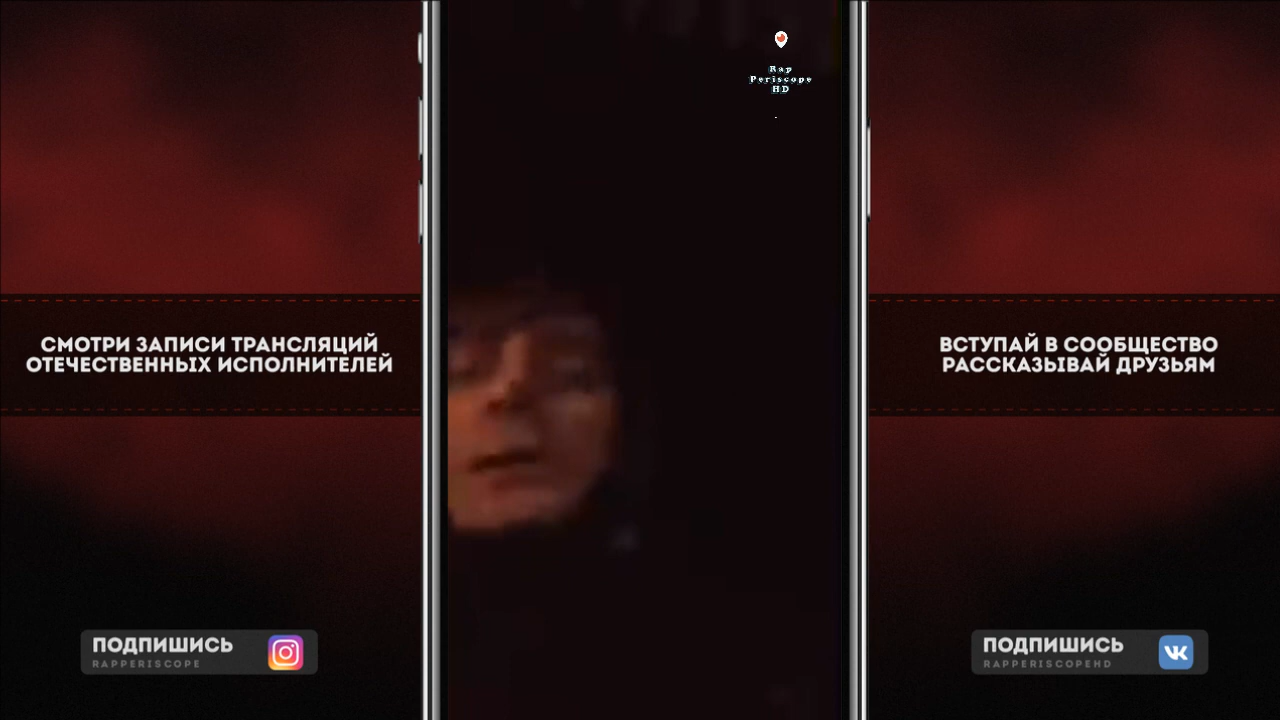 Rap
Periscope
HD
СМОТРИ ЗАПИСИ ТРАНСЛЯЦИЙ
ОТЕЧЕСТВЕННЫХ ИСПОЛНИТЕЛЕЙ
ВСТУПАЙ В СООБЩЕСТВО
РАССКАЗЫВАЙ ДРУЗЬЯМ
ПОДПИШИСЬ
RAPPERISCOPE
ПОДПИШИСЬ
RAPPERISCOPEHD